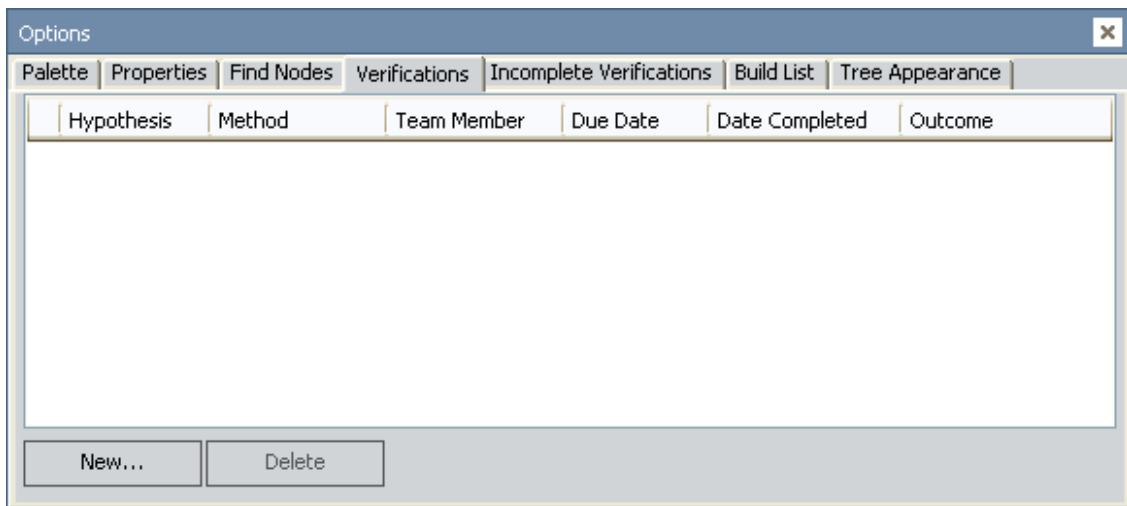 Options
Palette Properties Find Nodes Verifications Incomplete Verifications Build List Tree Appearance
Hypothesis Method Team Member Due Date Date Completed Outcome
New... Delete